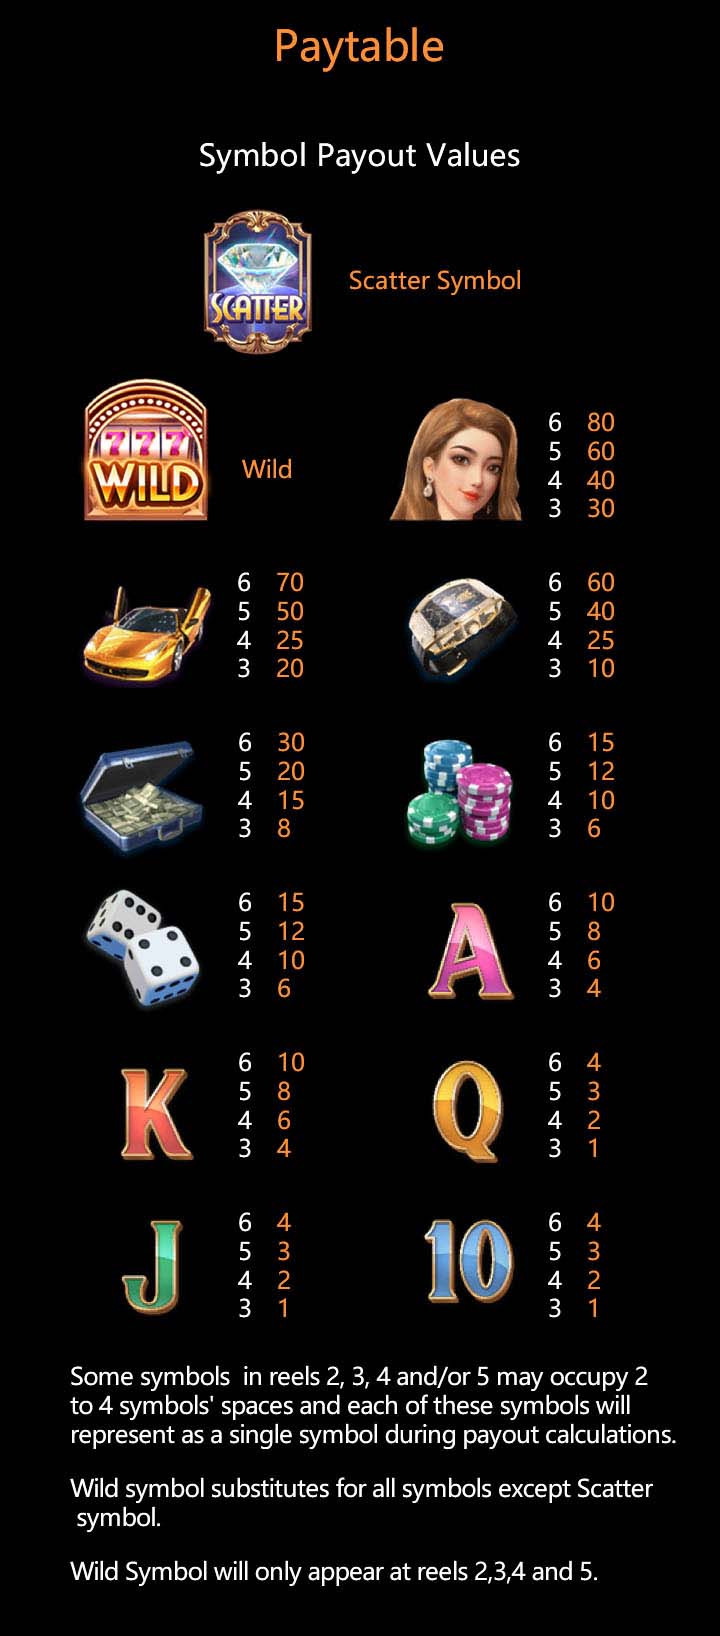 Paytable
Symbol Payout Values
SCATTER
Scatter Symbol
777
WILD
Wild
6 80
5 60
4 40
3 30
6 70
5 50
4 25
3 20
6 60
5 40
4 25
3 10
6 30
5 20
4 15
3 8
6 15
5 12
4 10
3 6
6 15
5 12
4 10
3 6
A
6 10
5 8
6 6
3 4
K
6 10
5 8
4 6
3 4
Q
6 4
5 3
4 2
3 1
J
6 4
5 3
4 2
3 1
10
6 4
5 3
4 2
3 1
Some symbols in reels 2, 3, 4 and/or 5 may occupy 2
to 4 symbols' spaces and each of these symbols will
represent as a single symbol during payout calculations.
Wild symbol substitutes for all symbols except Scatter
symbol.
Wild Symbol will only appear at reels 2,3,4 and 5.